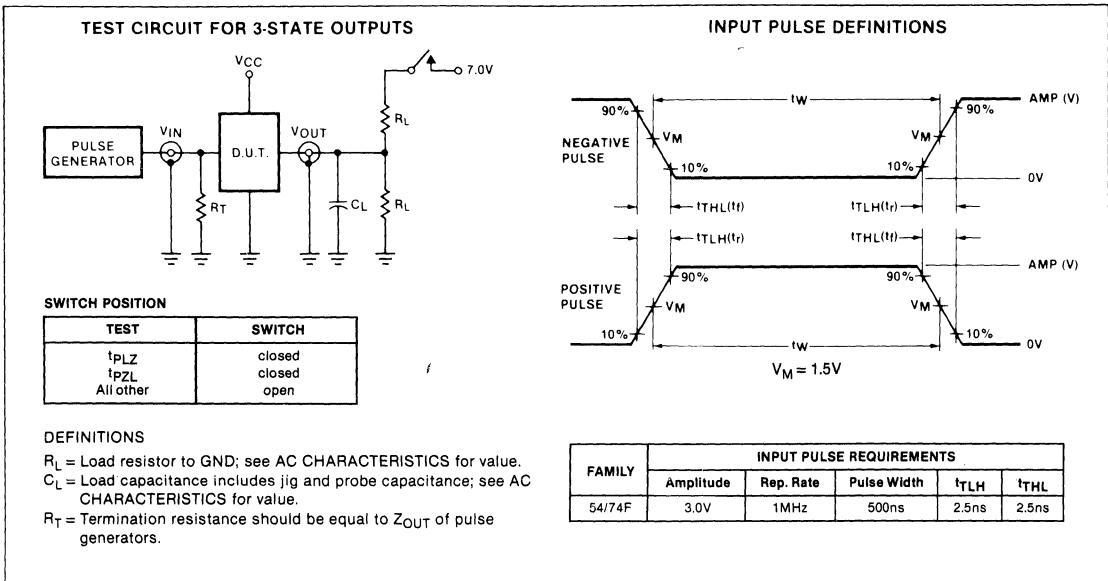 TEST CIRCUIT FOR 3-STATE OUTPUTS
VCC
7.0V
RL
PULSE
GENERATOR
VIN
D.U.T.
VOUT
RT
CL
RL
SWITCH POSITION
TEST SWITCH
tPLZ closed
tPZL closed
All other open
DEFINITIONS
RL = Load resistor to GND; see AC CHARACTERISTICS for value.
CL = Load capacitance includes jig and probe capacitance; see AC
CHARACTERISTICS for value.
RT = Termination resistance should be equal to ZOUT of pulse
generators.
INPUT PULSE DEFINITIONS
tW
AMP (V)
90% 90%
NEGATIVE
PULSE
VM VM
10% 10%
0V
tTHL(tf) tTLH(tr)
tTLH(tr) tTHL(tf)
AMP (V)
90% 90%
POSITIVE
PULSE
VM VM
10% 10%
tW
0V
VM = 1.5V
FAMILY INPUT PULSE REQUIREMENTS
Amplitude Rep. Rate Pulse Width tTLH tTHL
54/74F 3.0V 1MHz 500ns 2.5ns 2.5ns